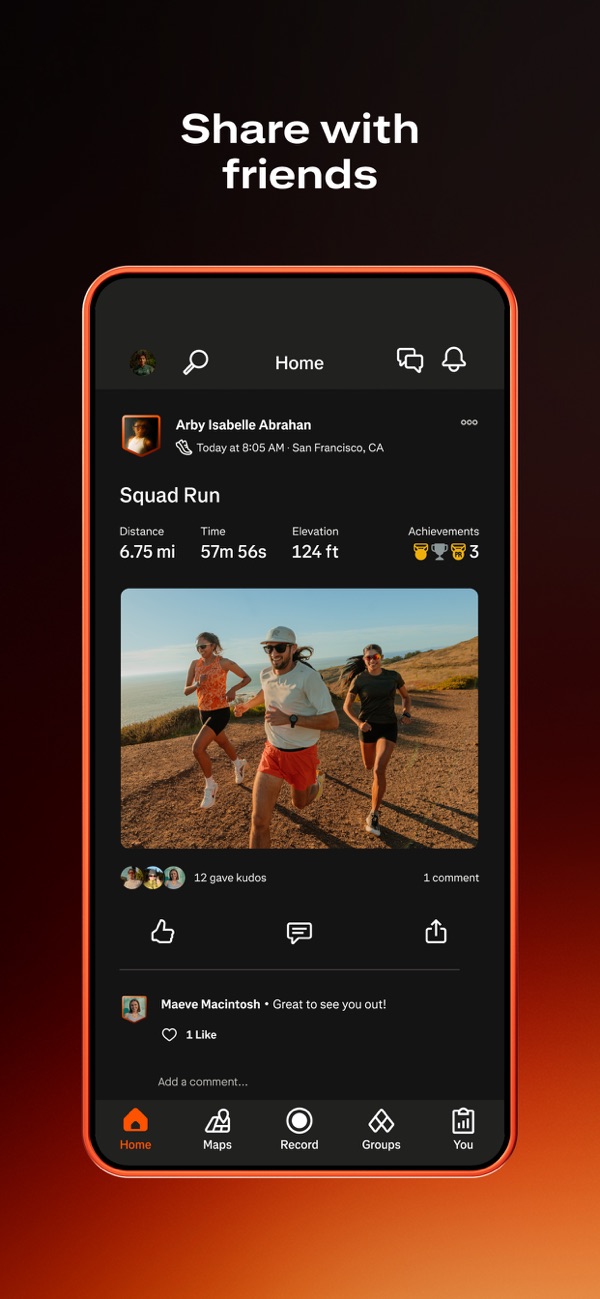 Share with
friends
Home
Arby Isabelle Abrahan
Today at 8:05 AM · San Francisco, CA
Squad Run
Distance Time Elevation Achievements
6.75 mi 57m 56s 124 ft 3
12 gave kudos 1 comment
Maeve Macintosh • Great to see you out!
1 Like
Add a comment...
Home Maps Record Groups You